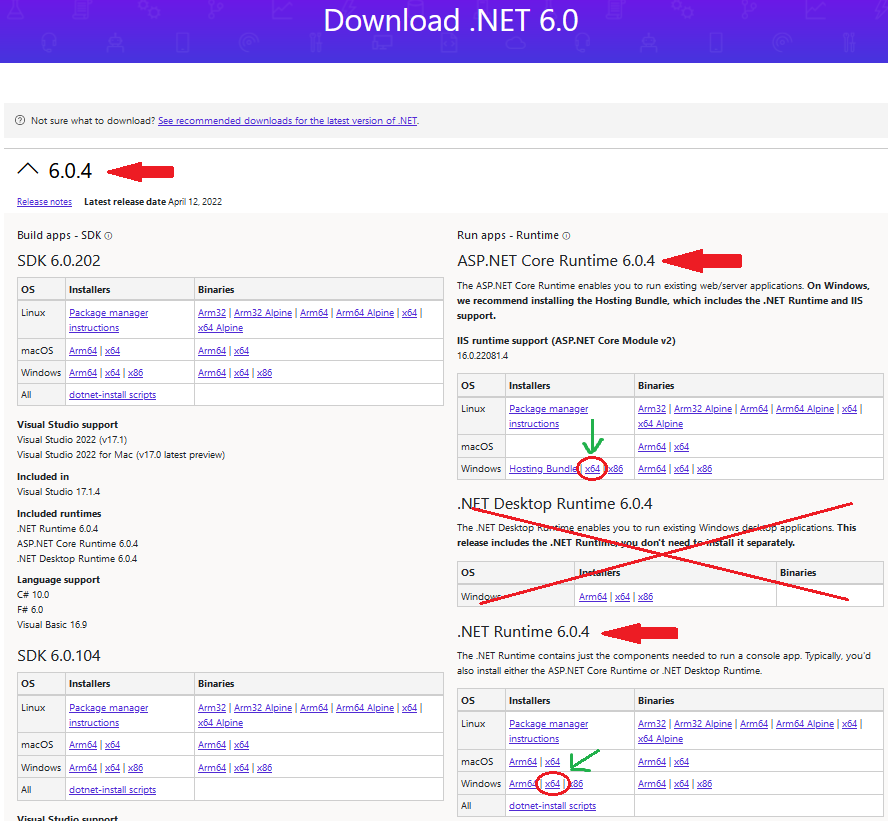 Download .NET 6.0
Not sure what to download? See recommended downloads for the latest version of .NET.
6.0.4
Release notes Latest release date April 12, 2022
Build apps - SDK
SDK 6.0.202
OS Installers Binaries
Linux Package manager instructions Arm32 | Arm32 Alpine | Arm64 | Arm64 Alpine | x64 | x64 Alpine
macOS Arm64 | x64 Arm64 | x64
Windows Arm64 | x64 | x86 Arm64 | x64 | x86
All dotnet-install scripts
Visual Studio support
Visual Studio 2022 (v17.1)
Visual Studio 2022 for Mac (v17.0 latest preview)
Included in
Visual Studio 17.1.4
Included runtimes
.NET Runtime 6.0.4
ASP.NET Core Runtime 6.0.4
.NET Desktop Runtime 6.0.4
Language support
C# 10.0
F# 6.0
Visual Basic 16.9
SDK 6.0.104
OS Installers Binaries
Linux Package manager instructions Arm32 | Arm32 Alpine | Arm64 | Arm64 Alpine | x64 | x64 Alpine
macOS Arm64 | x64 Arm64 | x64
Windows Arm64 | x64 | x86 Arm64 | x64 | x86
All dotnet-install scripts
Visual Studio support
Run apps - Runtime
ASP.NET Core Runtime 6.0.4
The ASP.NET Core Runtime enables you to run existing web/server applications. On Windows,
we recommend installing the Hosting Bundle, which includes the .NET Runtime and IIS
support.
IIS runtime support (ASP.NET Core Module v2)
16.0.22081.4
OS Installers Binaries
Linux Package manager instructions Arm32 | Arm32 Alpine | Arm64 | Arm64 Alpine | x64 | x64 Alpine
macOS Arm64 | x64
Windows Hosting Bundle | x64 | x86 Arm64 | x64 | x86
.NET Desktop Runtime 6.0.4
The .NET Desktop Runtime enables you to run existing Windows desktop applications. This
release includes the .NET Runtime, you don't need to install it separately.
OS Installers Binaries
Windows Arm64 | x64 | x86
.NET Runtime 6.0.4
The .NET Runtime contains just the components needed to run a console app. Typically, you'd
also install either the ASP.NET Core Runtime or .NET Desktop Runtime.
OS Installers Binaries
Linux Package manager instructions Arm32 | Arm32 Alpine | Arm64 | Arm64 Alpine | x64 | x64 Alpine
macOS Arm64 | x64 Arm64 | x64
Windows Arm64 | x64 | x86 Arm64 | x64 | x86
All dotnet-install scripts